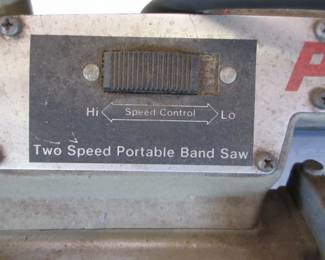 P
Hi Speed Control Lo
Two Speed Portable Band Saw